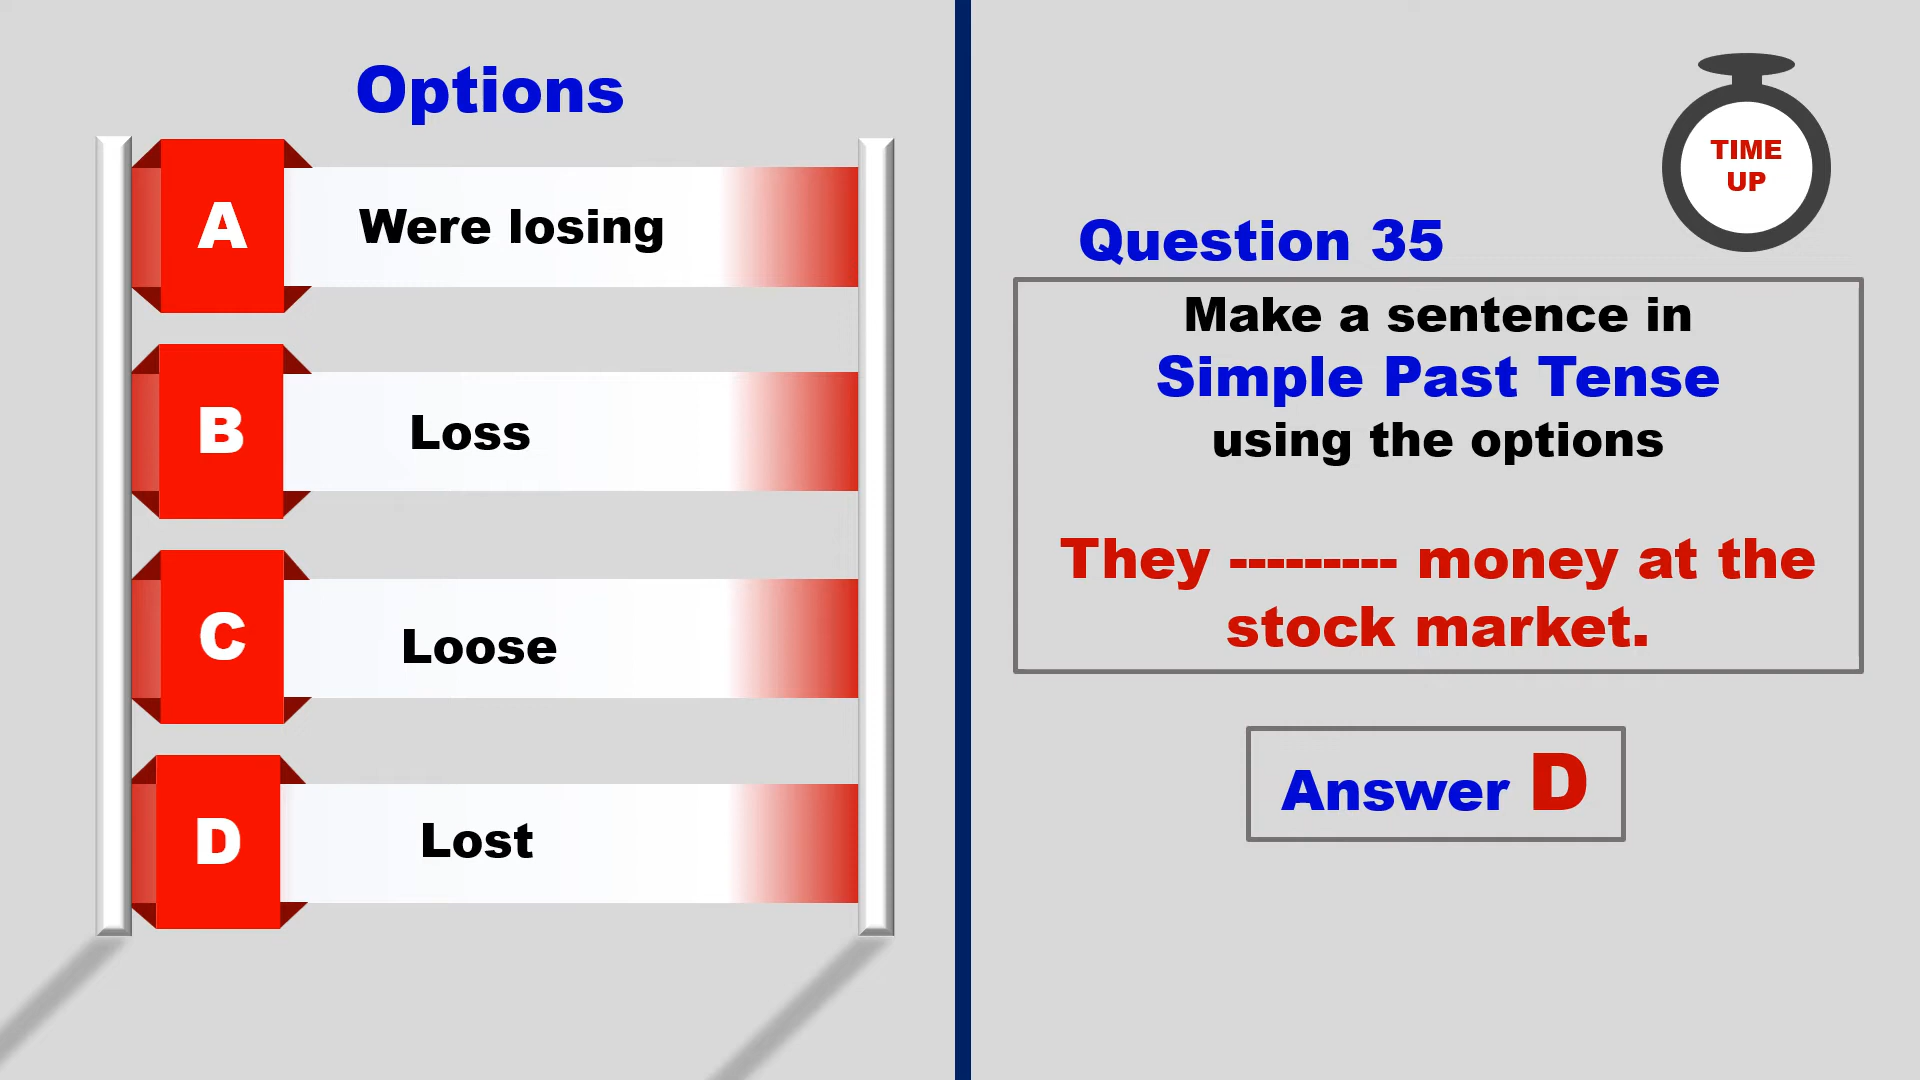 Options
A Were losing
B Loss
C Loose
D Lost
TIME
UP
Question 35
Make a sentence in
Simple Past Tense
using the options
They --------- money at the
stock market.
Answer D